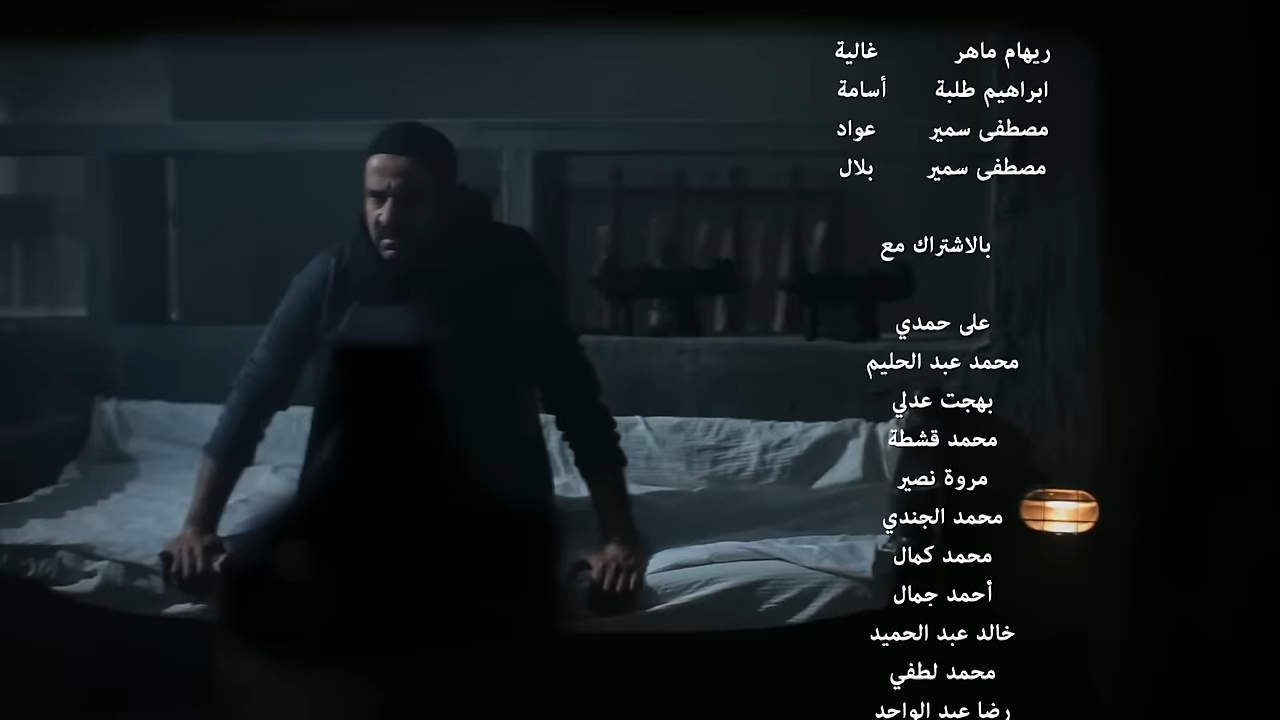 ريهام ماهر غالية
ابراهيم طلبة أسامة
مصطفى سمير عواد
مصطفى سمير بلال
بالاشتراك مع
على حمدي
محمد عبد الحليم
بهجت عدلي
محمد قشطة
مروة نصير
محمد الجندي
محمد كمال
أحمد جمال
خالد عبد الحميد
محمد لطفي
رضا عبد الواحد